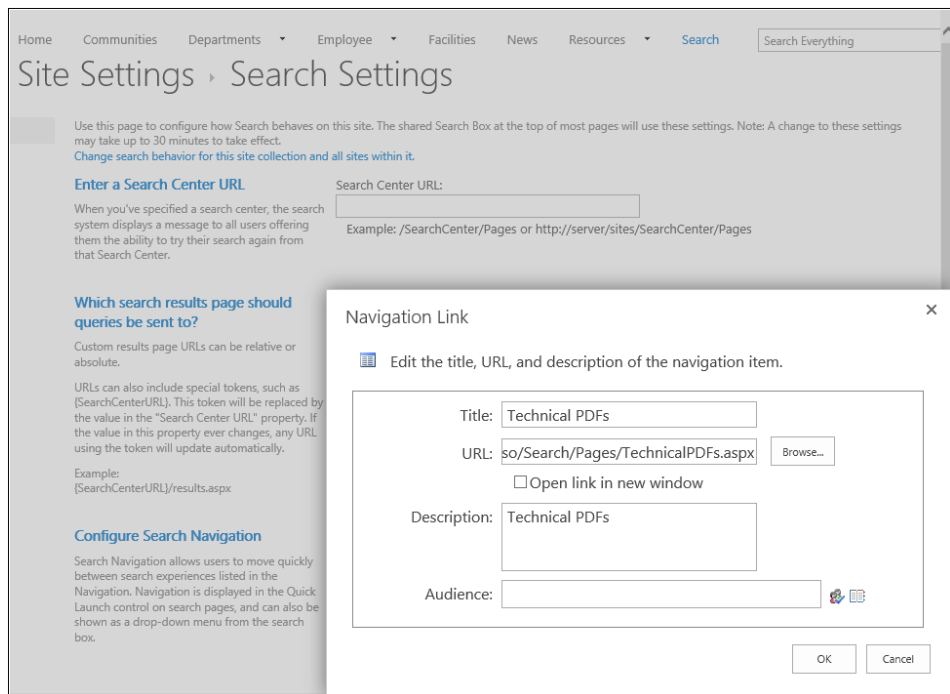 Home Communities Departments Employee Facilities News Resources Search Search Everything
Site Settings Search Settings
Use this page to configure how Search behaves on this site. The shared Search Box at the top of most pages will use these settings. Note: A change to these settings
may take up to 30 minutes to take effect.
Change search behavior for this site collection and all sites within it.
Enter a Search Center URL
When you've specified a search center, the search
system displays a message to all users offering
them the ability to try their search again from
that Search Center.
Search Center URL:
Example: /SearchCenter/Pages or http://server/sites/SearchCenter/Pages
Which search results page should
queries be sent to?
Custom results page URLs can be relative or
absolute.
URLs can also include special tokens, such as
{SearchCenterURL}. This token will be replaced by
the value in the "Search Center URL" property. If
the value in this property ever changes, any URL
using the token will update automatically.
Example:
{SearchCenterURL}/results.aspx
Configure Search Navigation
Search Navigation allows users to move quickly
between search experiences listed in the
Navigation. Navigation is displayed in the Quick
Launch control on search pages, and can also be
shown as a drop-down menu from the search
box.
Navigation Link
Edit the title, URL, and description of the navigation item.
Title: Technical PDFs
URL: so/Search/Pages/TechnicalPDFs.aspx Browse...
Open link in new window
Description: Technical PDFs
Audience:
OK Cancel